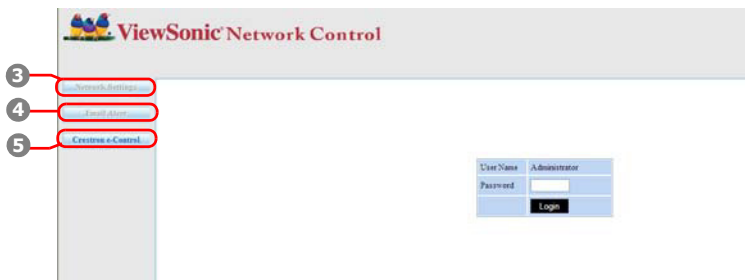 ViewSonic Network Control
3
Network Settings
4
Email Alert
5
Crestron e-Control
User Name Administrator
Password
Login